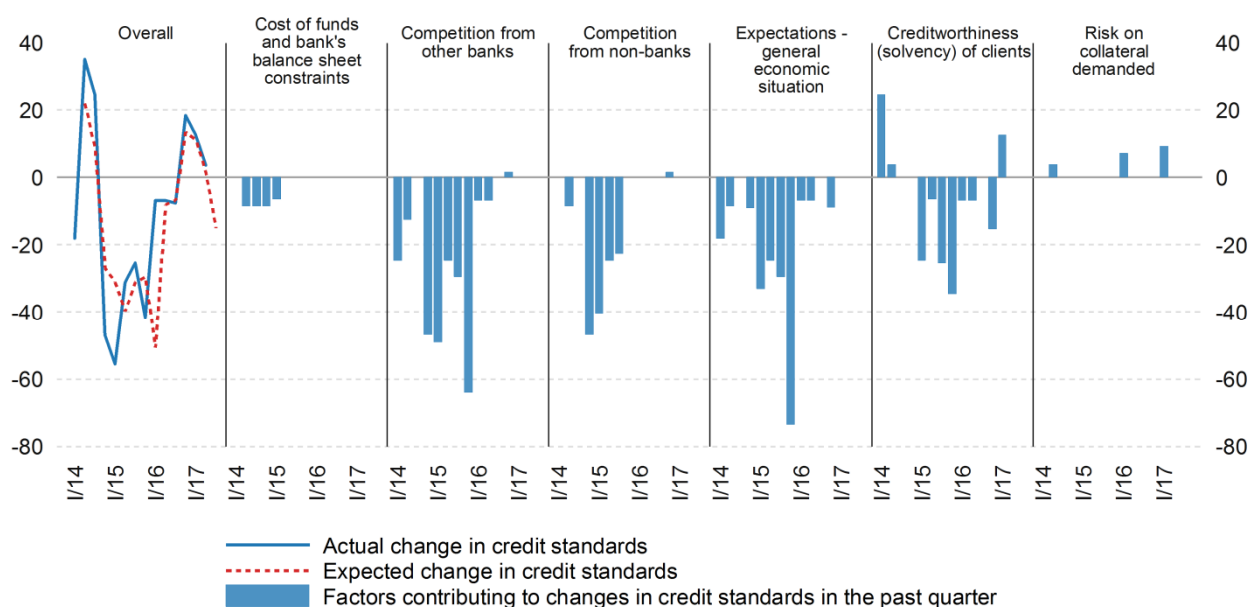 Overall
Cost of funds
and bank's
balance sheet
constraints
Competition from
other banks
Competition
from non-banks
Expectations -
general
economic
situation
Creditworthiness
(solvency) of clients
Risk on
collateral
demanded
40
20
0
-20
-40
-60
-80
40
20
0
-20
-40
-60
-80
I/14
I/15
I/16
I/17
I/14
I/15
I/16
I/17
I/14
I/15
I/16
I/17
I/14
I/15
I/16
I/17
I/14
I/15
I/16
I/17
I/14
I/15
I/16
I/17
I/14
I/15
I/16
I/17
Actual change in credit standards
Expected change in credit standards
Factors contributing to changes in credit standards in the past quarter